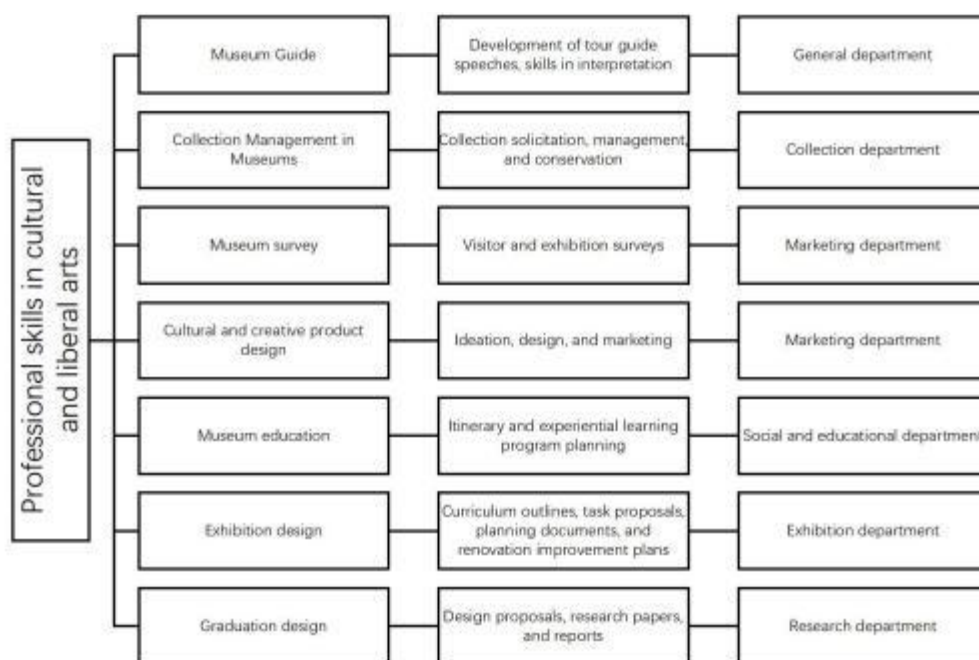 Professional skills in cultural
and liberal arts
Museum Guide
Development of tour guide
speeches, skills in interpretation
General department
Collection Management in
Museums
Collection solicitation, management,
and conservation
Collection department
Museum survey
Visitor and exhibition surveys
Marketing department
Cultural and creative product
design
Ideation, design, and marketing
Marketing department
Museum education
Itinerary and experiential learning
program planning
Social and educational department
Exhibition design
Curriculum outlines, task proposals,
planning documents, and
renovation improvement plans
Exhibition department
Graduation design
Design proposals, research papers,
and reports
Research department